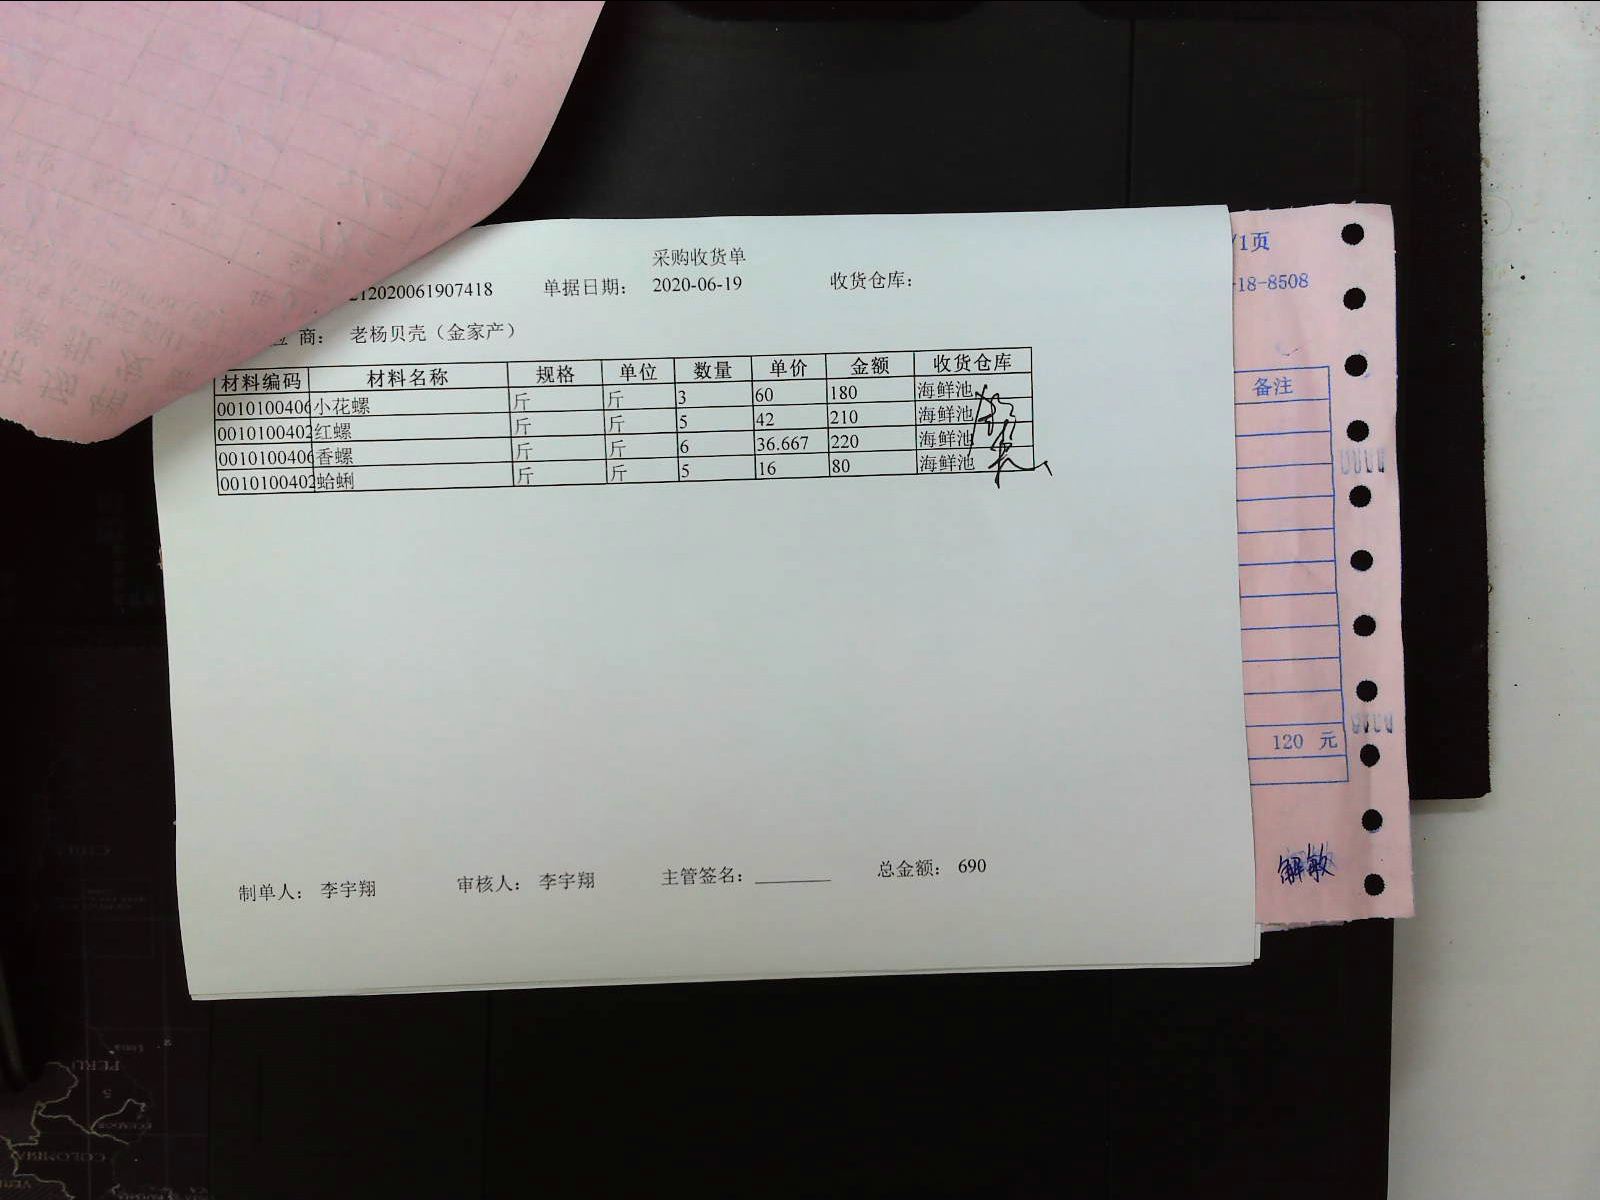 采购收货单
212020061907418 单据日期： 2020-06-19 收货仓库：
应 商： 老杨贝壳（金家产）
材料编码 材料名称 规格 单位 数量 单价 金额 收货仓库
0010100406 小花螺 斤 斤 3 60 180 海鲜池
0010100402 红螺 斤 斤 5 42 210 海鲜池
0010100406 香螺 斤 斤 6 36.667 220 海鲜池
0010100402 蛤蜊 斤 斤 5 16 80 海鲜池
制单人： 李宇翔 审核人： 李宇翔 主管签名： 总金额： 690
/1页
-18-8508
备注
120 元
解敏
PERU